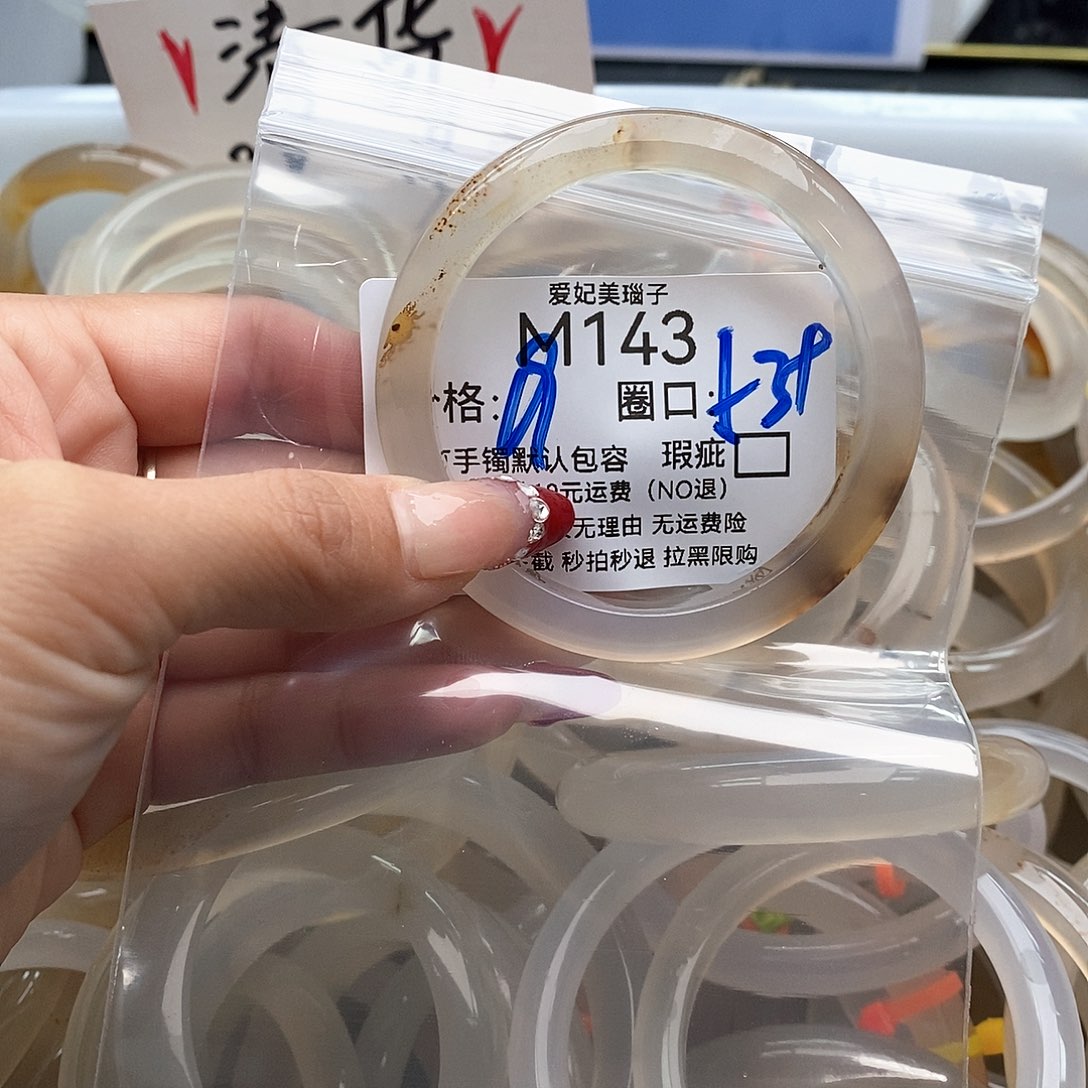 清 货
爱妃美瑙子
M143
格: 圈口:
手镯默认包容 瑕疵
元运费（NO退）
无理由 无运费险
截 秒拍秒退 拉黑限购